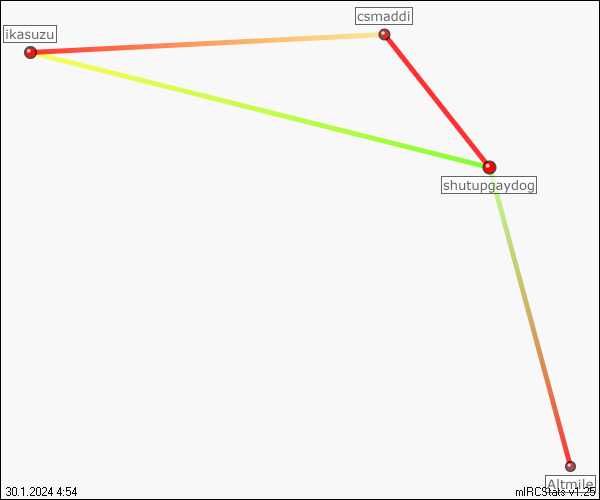 csmaddi
ikasuzu
shutupgaydog
Altmile
30.1.2024 4:54
mIRCStats v1.25